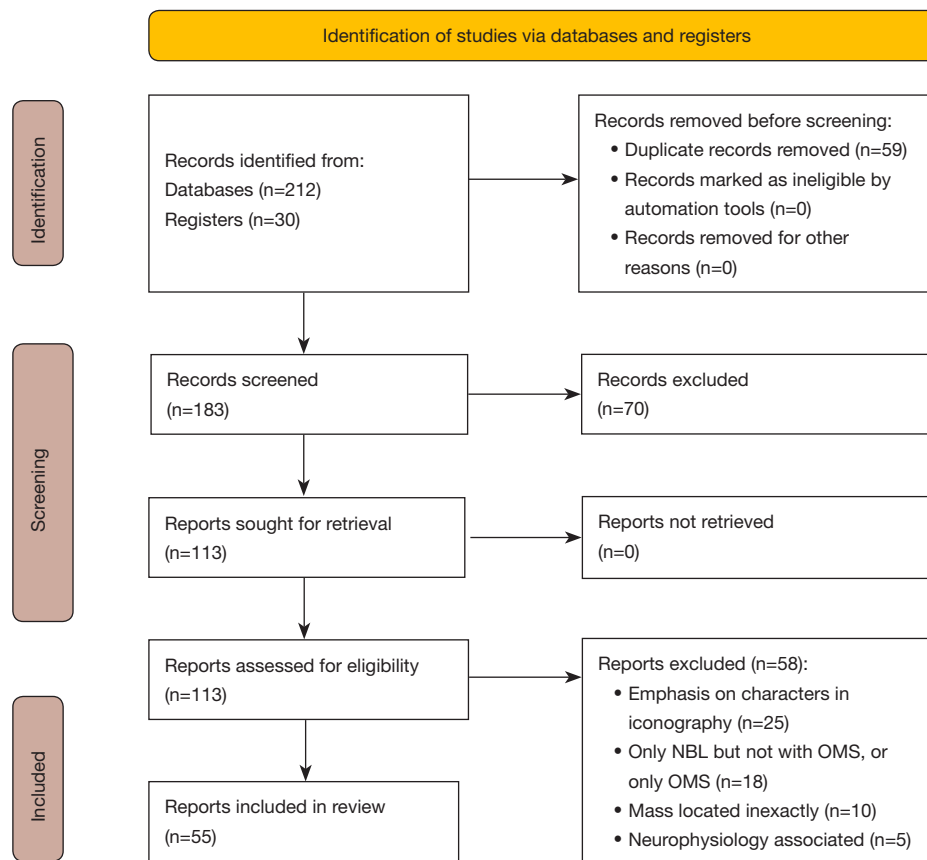 Identification of studies via databases and registers
Identification
Records identified from:
Databases (n=212)
Registers (n=30)
Records removed before screening:
• Duplicate records removed (n=59)
• Records marked as ineligible by
automation tools (n=0)
• Records removed for other
reasons (n=0)
Screening
Records screened
(n=183)
Records excluded
(n=70)
Reports sought for retrieval
(n=113)
Reports not retrieved
(n=0)
Reports assessed for eligibility
(n=113)
Reports excluded (n=58):
• Emphasis on characters in
iconography (n=25)
• Only NBL but not with OMS, or
only OMS (n=18)
• Mass located inexactly (n=10)
• Neurophysiology associated (n=5)
Included
Reports included in review
(n=55)